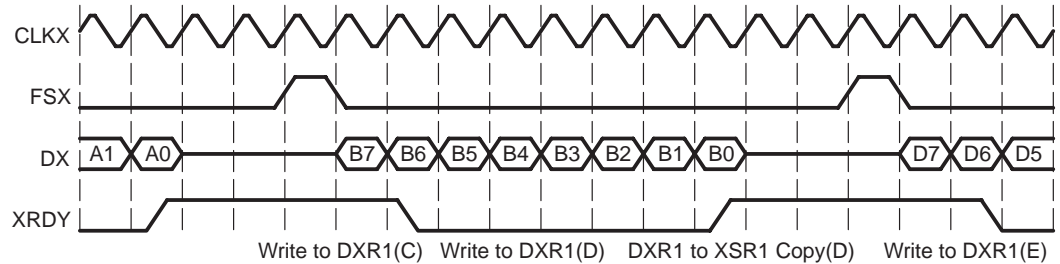 CLKX
FSX
DX A1 A0 B7 B6 B5 B4 B3 B2 B1 B0 D7 D6 D5
XRDY
Write to DXR1(C) Write to DXR1(D) DXR1 to XSR1 Copy(D) Write to DXR1(E)